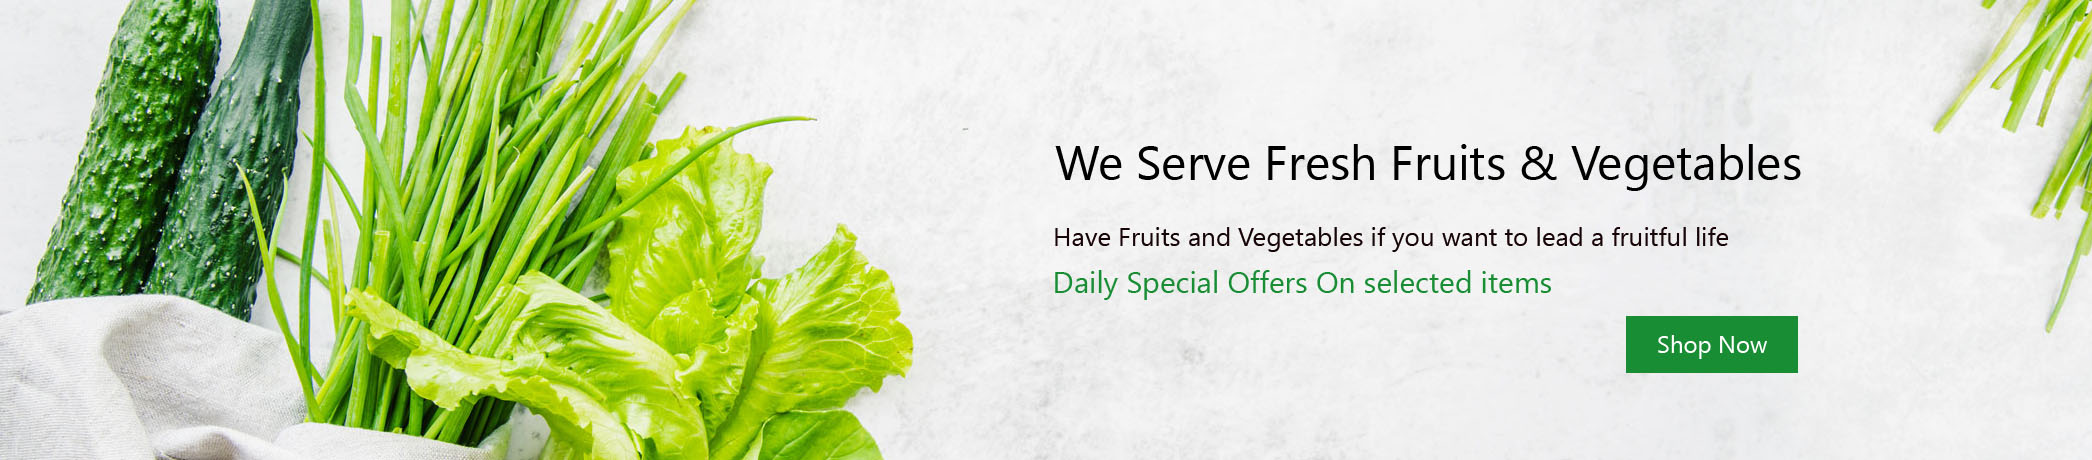 We Serve Fresh Fruits & Vegetables
Have Fruits and Vegetables if you want to lead a fruitful life
Daily Special Offers On selected items
Shop Now